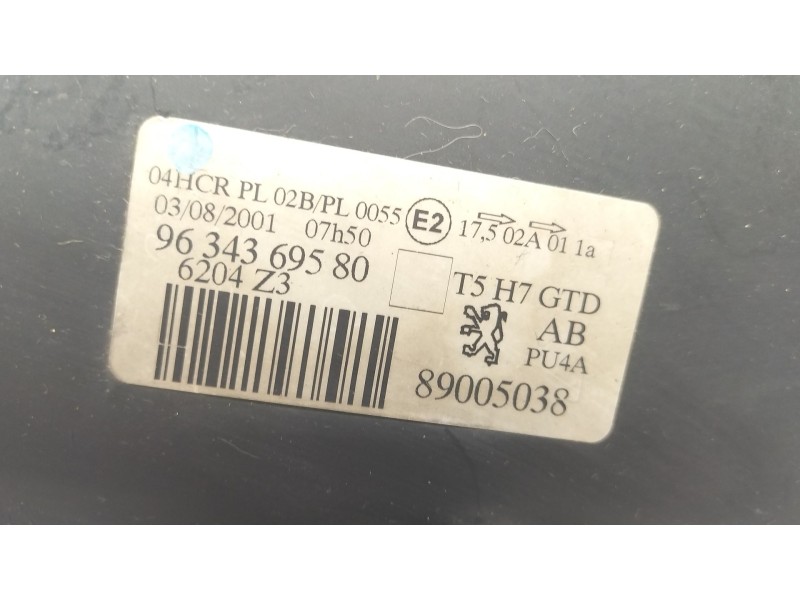 04HCR PL 02B/PL 0055 E2 17,5 02A 01 1a
03/08/2001 07h50
96 343 695 80
6204 Z3
T5 H7 GTD
AB
PU4A
89005038